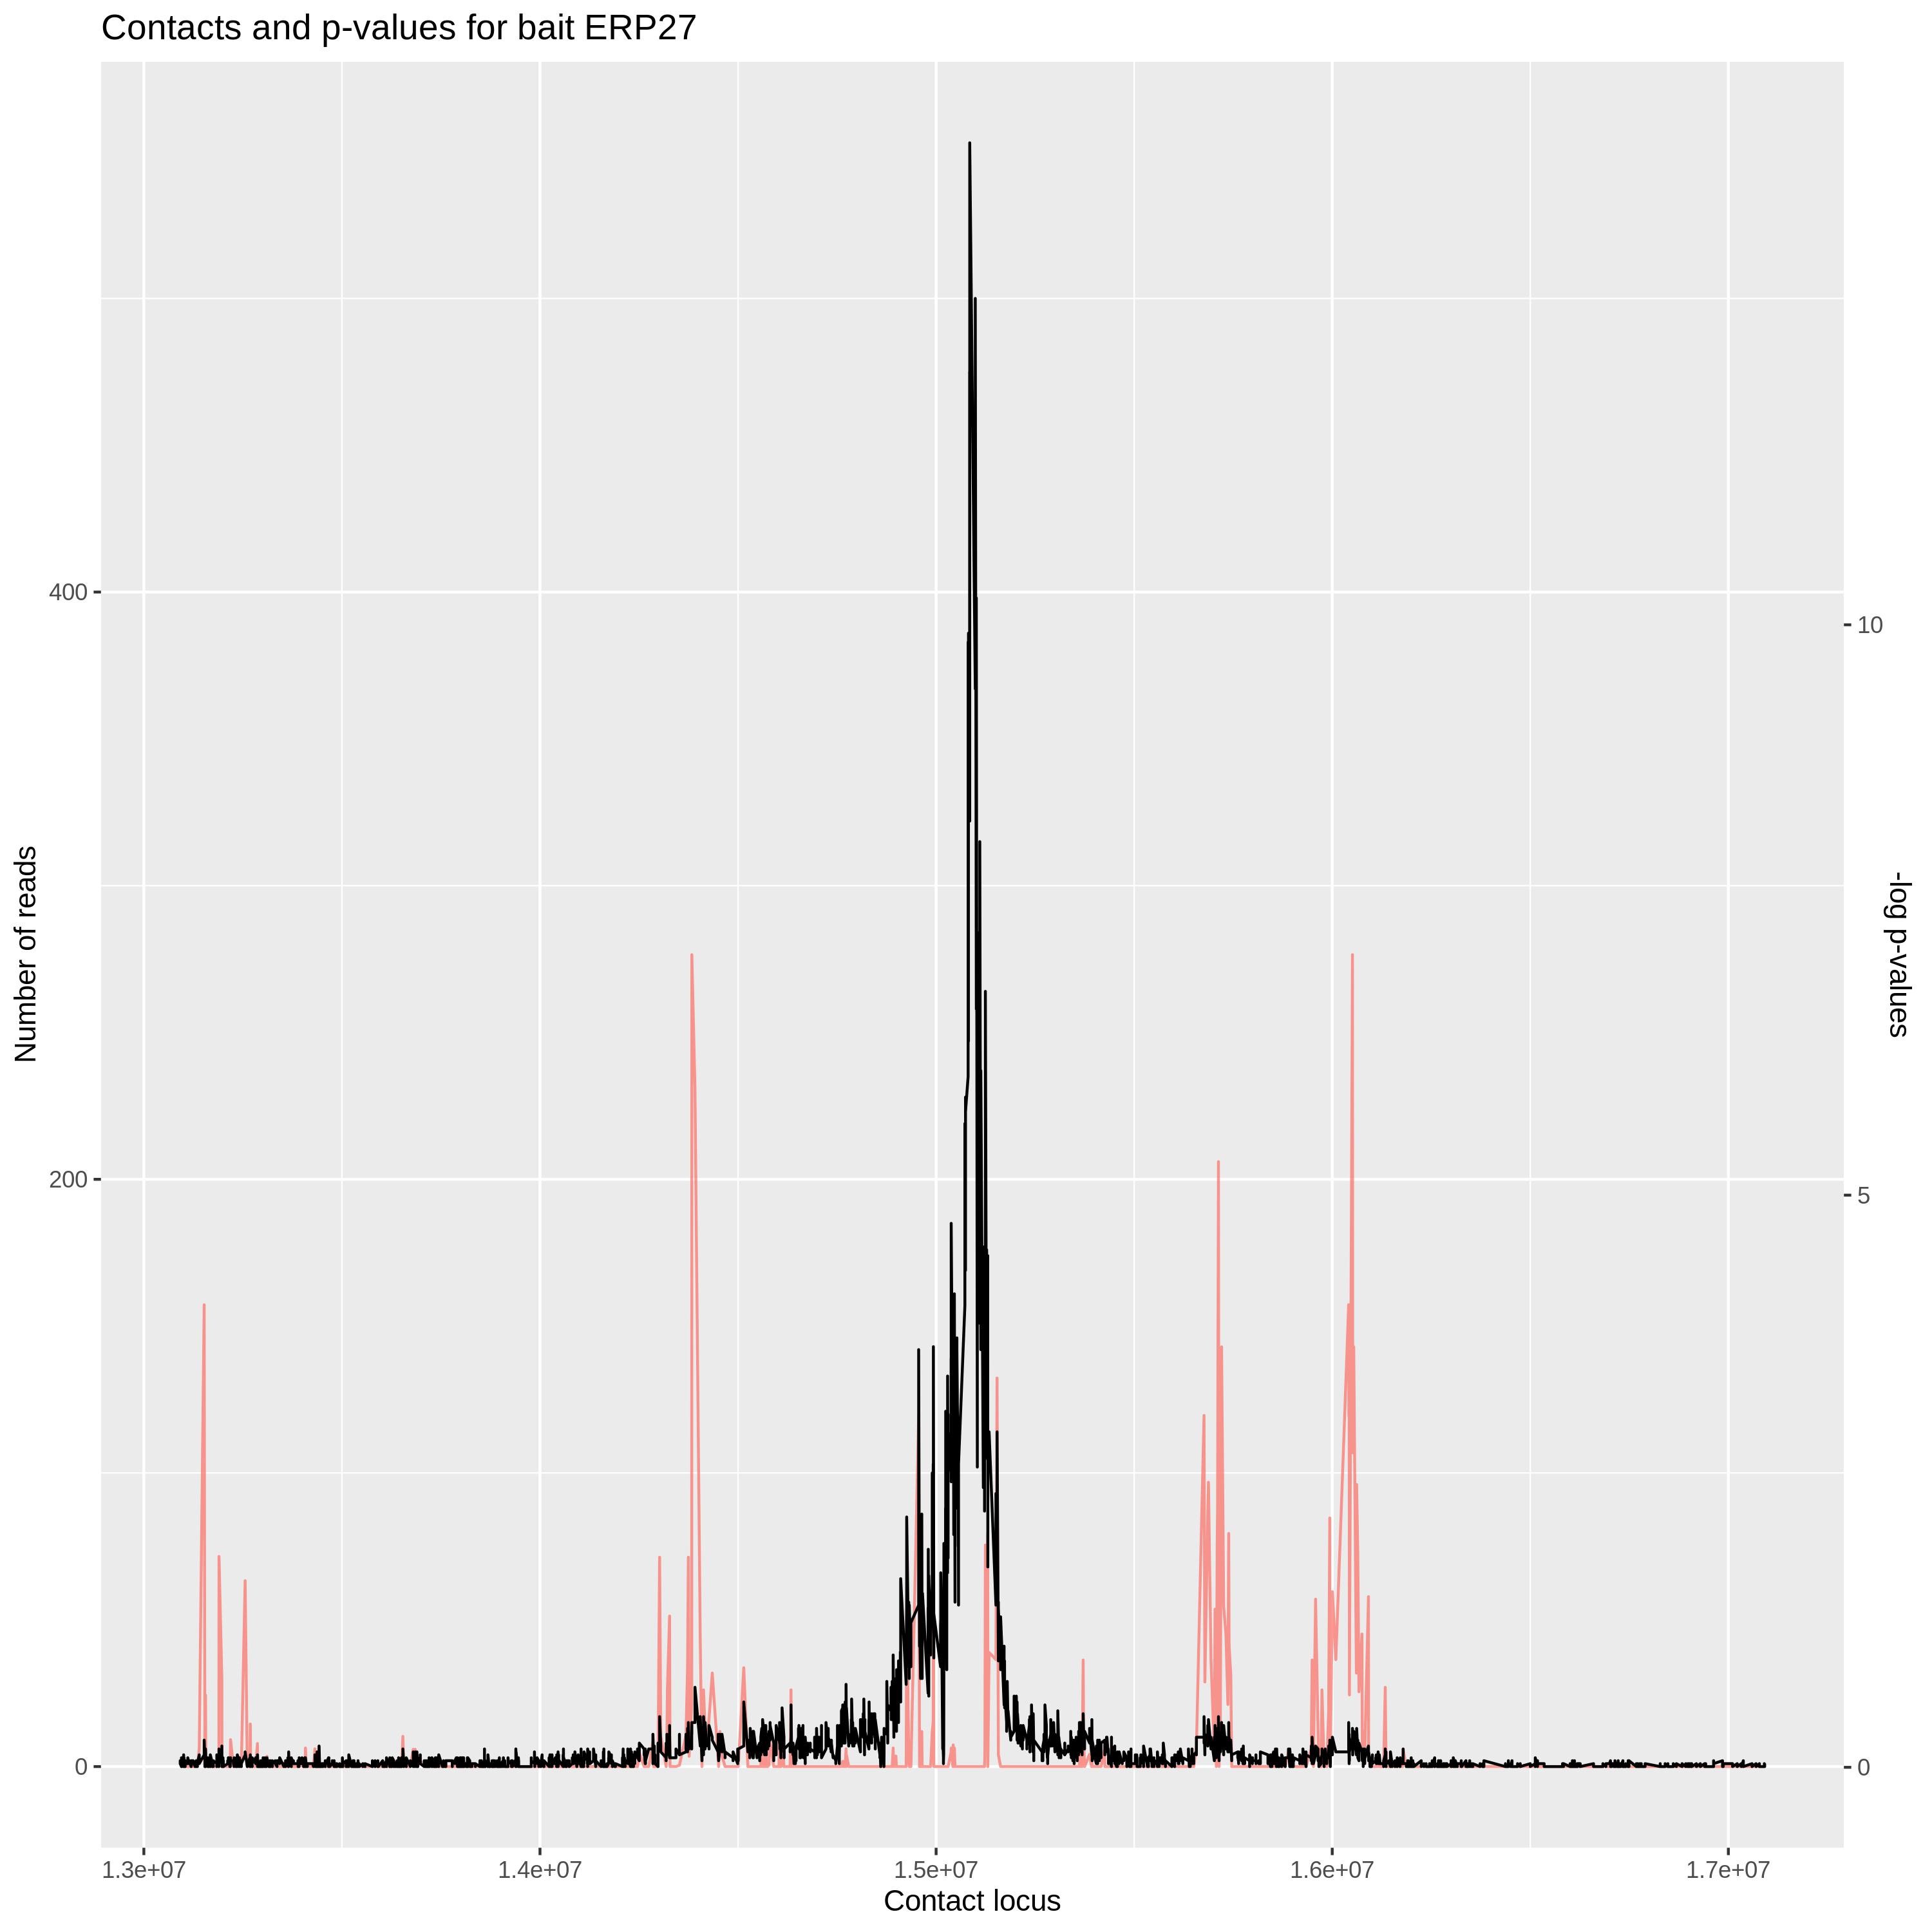 Contacts and p-values for bait ERP27
Number of reads
400
200
0
10
5
0
-log p-values
1.3e+07 1.4e+07 1.5e+07 1.6e+07 1.7e+07
Contact locus